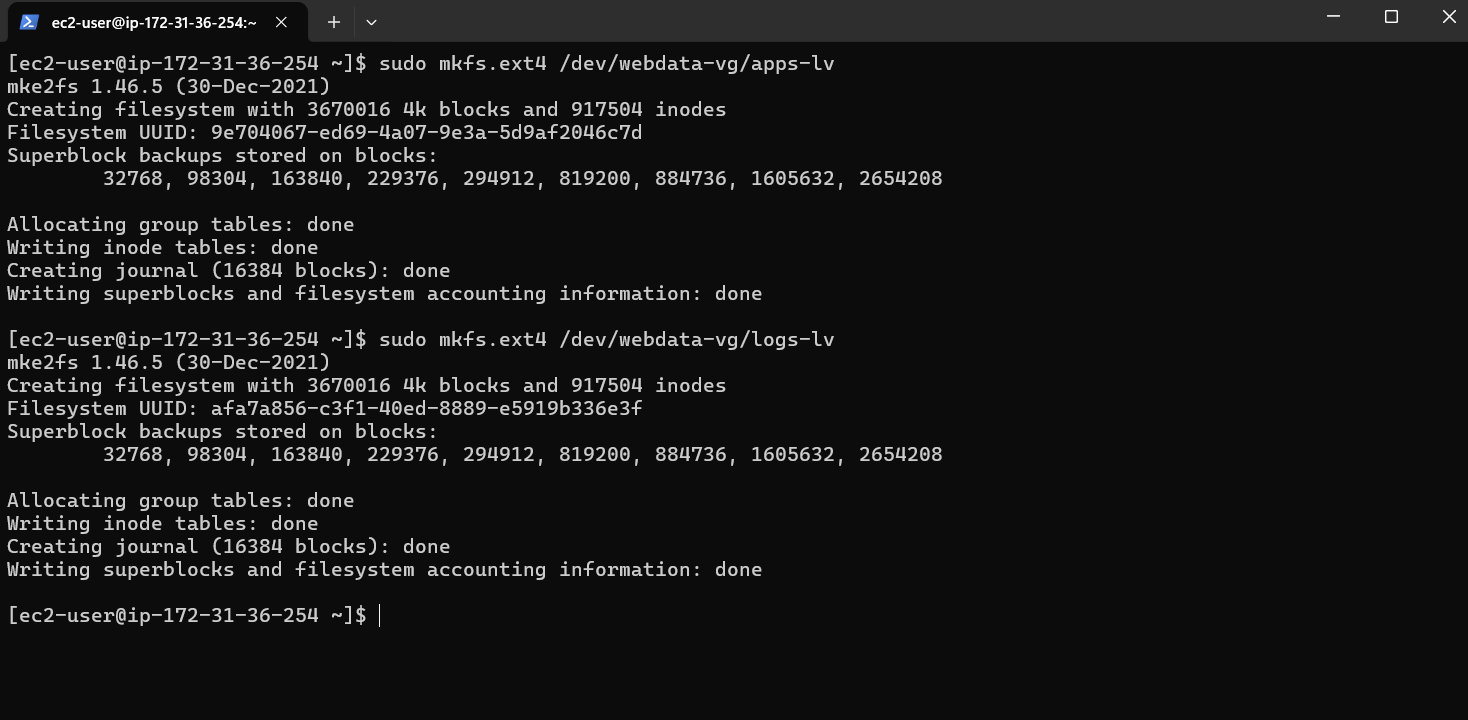 ec2-user@ip-172-31-36-254:~
[ec2-user@ip-172-31-36-254 ~]$ sudo mkfs.ext4 /dev/webdata-vg/apps-lv
mke2fs 1.46.5 (30-Dec-2021)
Creating filesystem with 3670016 4k blocks and 917504 inodes
Filesystem UUID: 9e704067-ed69-4a07-9e3a-5d9af2046c7d
Superblock backups stored on blocks:
        32768, 98304, 163840, 229376, 294912, 819200, 884736, 1605632, 2654208

Allocating group tables: done
Writing inode tables: done
Creating journal (16384 blocks): done
Writing superblocks and filesystem accounting information: done

[ec2-user@ip-172-31-36-254 ~]$ sudo mkfs.ext4 /dev/webdata-vg/logs-lv
mke2fs 1.46.5 (30-Dec-2021)
Creating filesystem with 3670016 4k blocks and 917504 inodes
Filesystem UUID: afa7a856-c3f1-40ed-8889-e5919b336e3f
Superblock backups stored on blocks:
        32768, 98304, 163840, 229376, 294912, 819200, 884736, 1605632, 2654208

Allocating group tables: done
Writing inode tables: done
Creating journal (16384 blocks): done
Writing superblocks and filesystem accounting information: done

[ec2-user@ip-172-31-36-254 ~]$